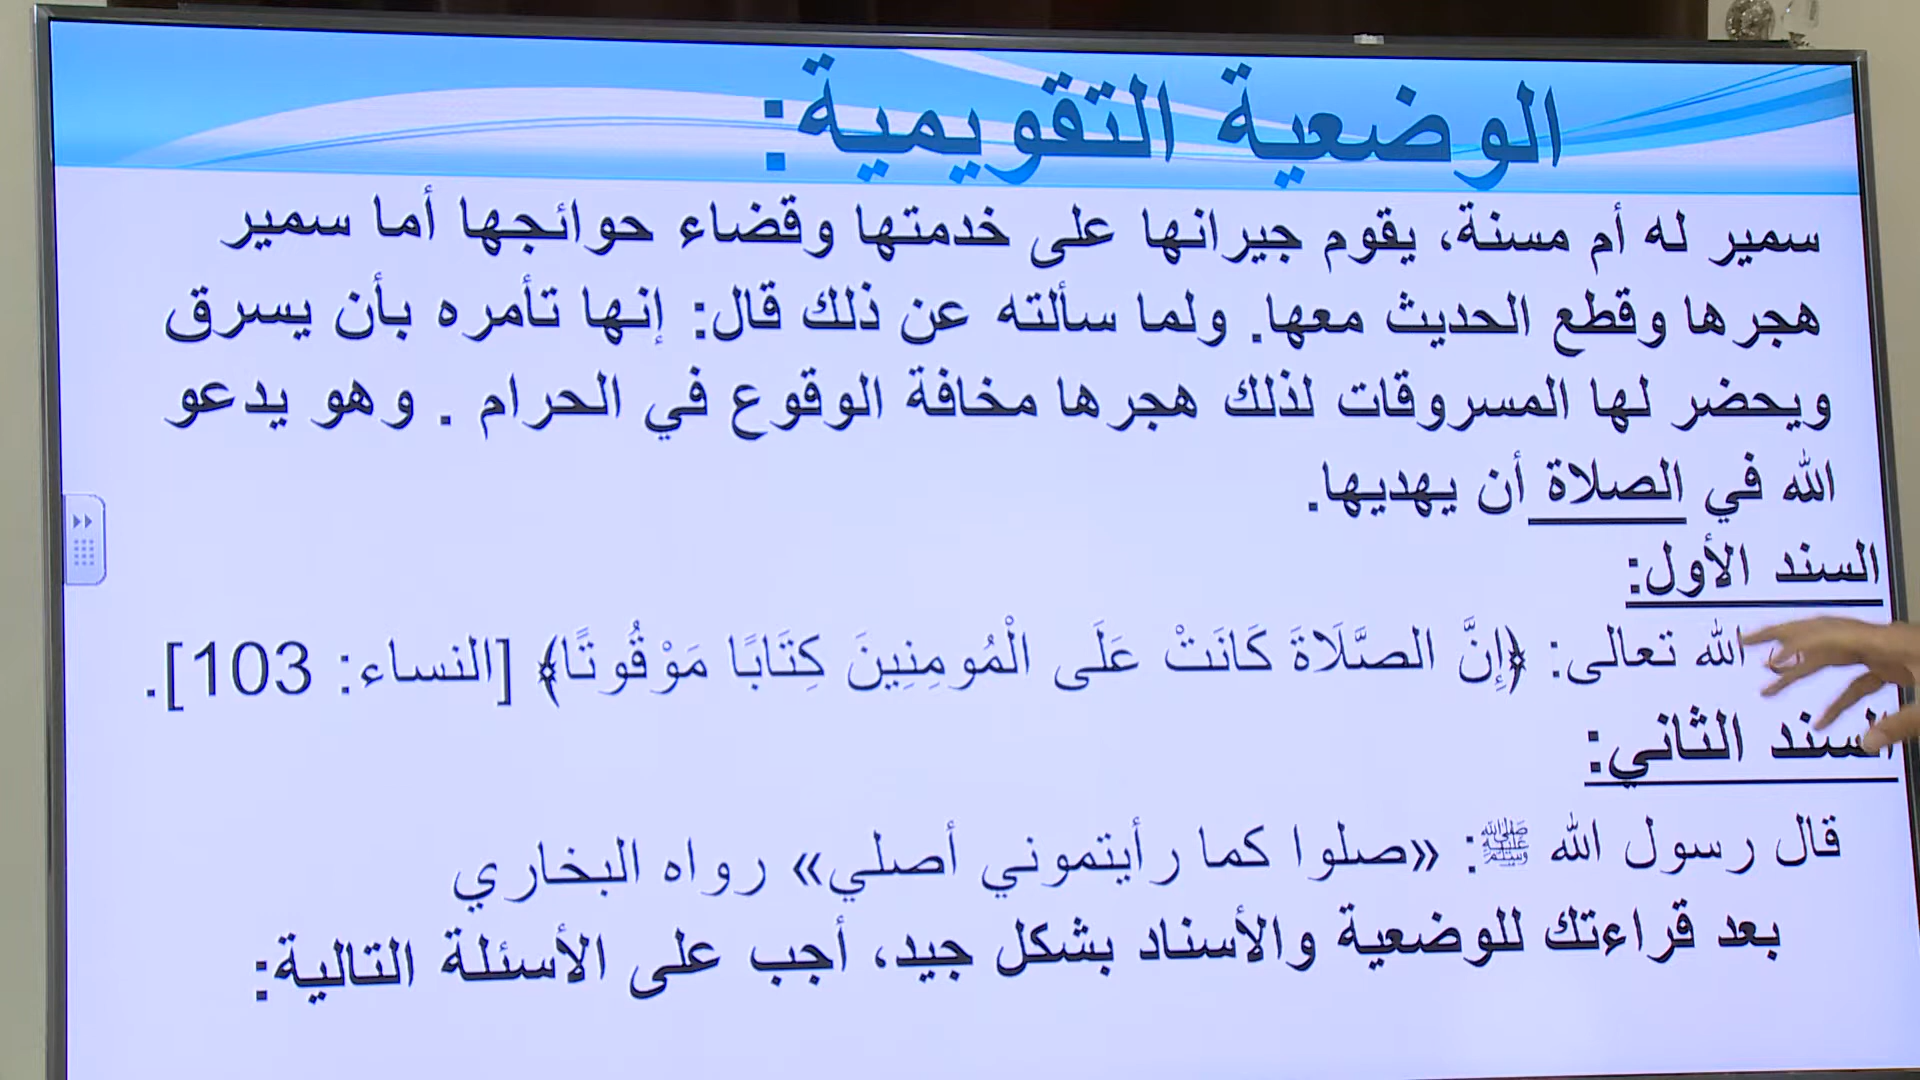 الوضعية التقويمية:
سمير له أم مسنة، يقوم جيرانها على خدمتها وقضاء حوائجها أما سمير
هجرها وقطع الحديث معها. ولما سألته عن ذلك قال: إنها تأمره بأن يسرق
ويحضر لها المسروقات لذلك هجرها مخافة الوقوع في الحرام . وهو يدعو
الله في الصلاة أن يهديها.
السند الأول:
الله تعالى: ﴿إِنَّ الصَّلَاةَ كَانَتْ عَلَى الْمُومِنِينَ كِتَابًا مَوْقُوتًا﴾ [النساء: 103].
السند الثاني:
قال رسول الله ﷺ: «صلوا كما رأيتموني أصلي» رواه البخاري
بعد قراءتك للوضعية والأسناد بشكل جيد، أجب على الأسئلة التالية: